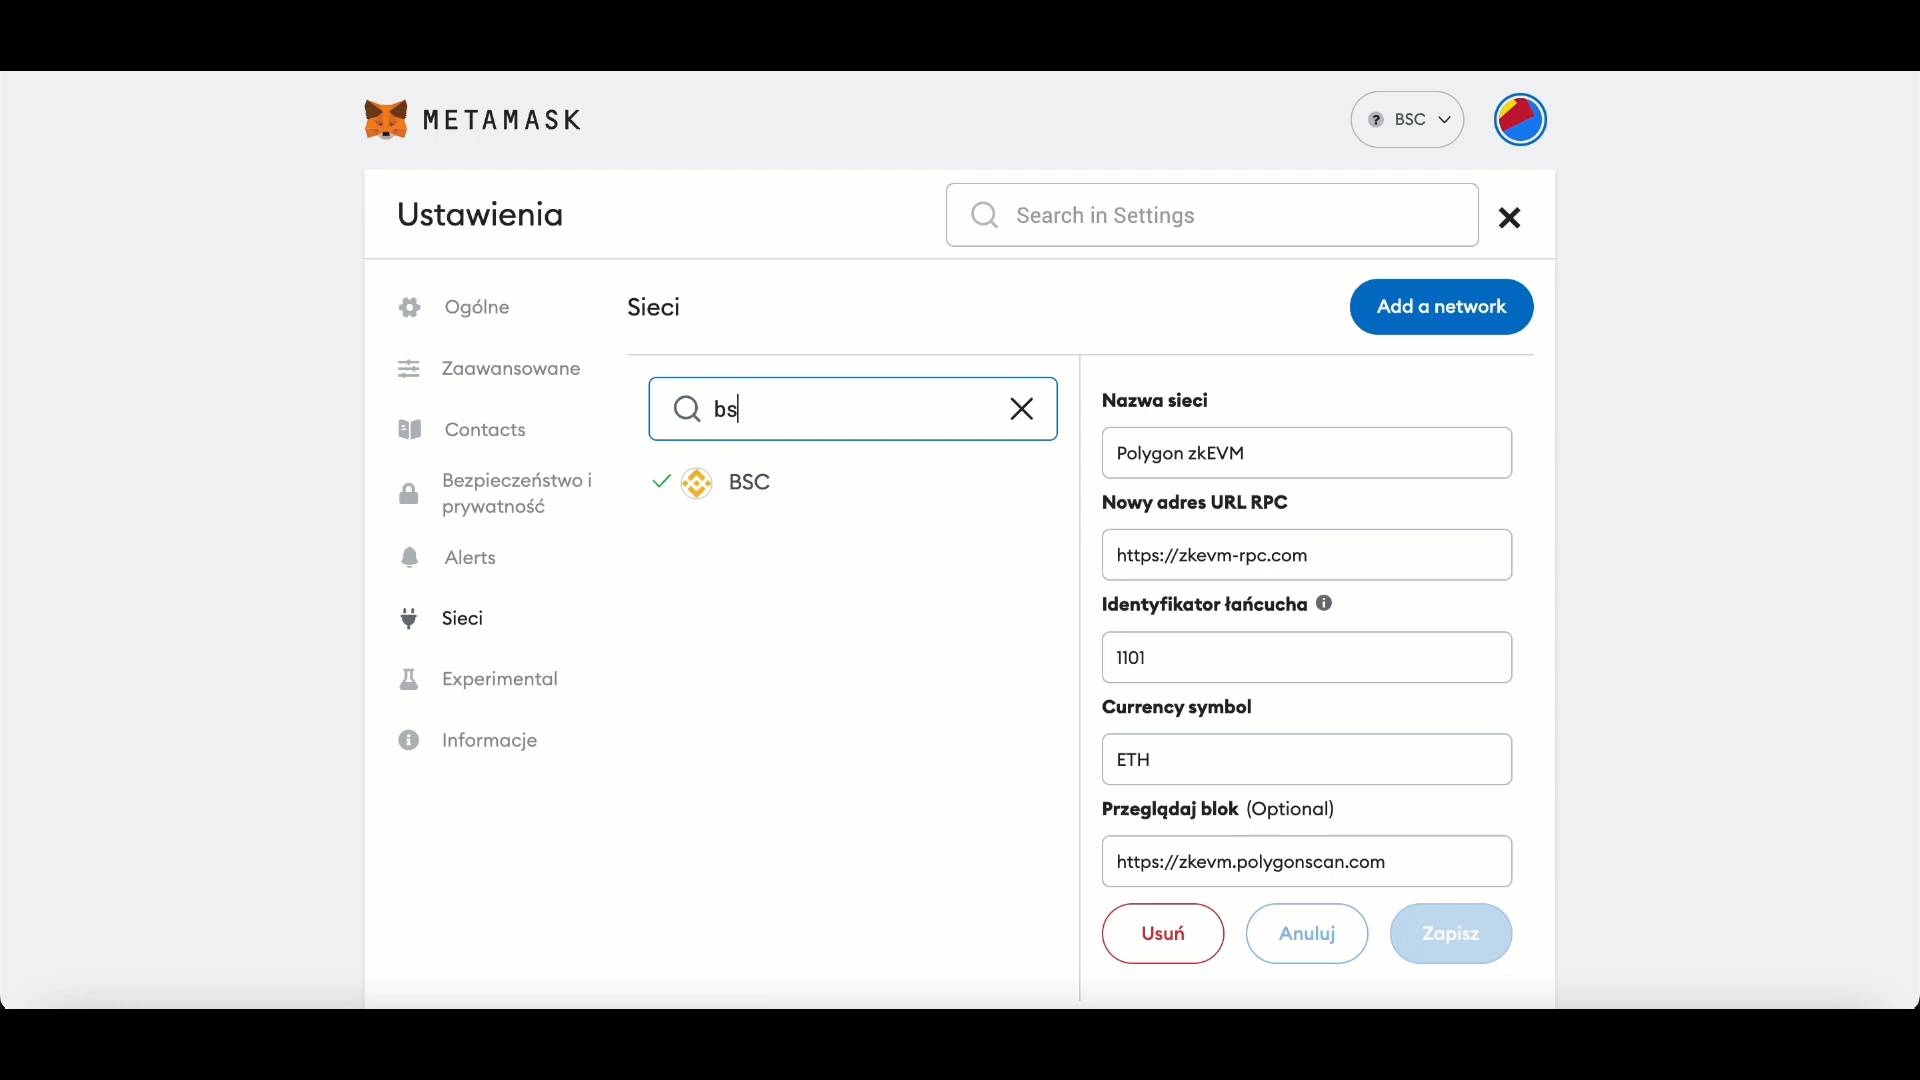 METAMASK
? BSC
Ustawienia
Search in Settings
Ogólne
Sieci
Add a network
Zaawansowane
Contacts
Bezpieczeństwo i
prywatność
Alerts
Sieci
Experimental
Informacje
bs
BSC
Nazwa sieci
Polygon zkEVM
Nowy adres URL RPC
https://zkevm-rpc.com
Identyfikator łańcucha
1101
Currency symbol
ETH
Przeglądaj blok (Optional)
https://zkevm.polygonscan.com
Usuń
Anuluj
Zapisz